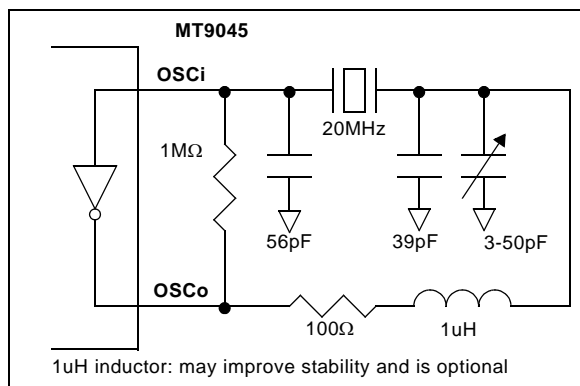 MT9045
OSCi
20MHz
1MΩ
56pF
39pF
3-50pF
OSCo
100Ω
1uH
1uH inductor: may improve stability and is optional